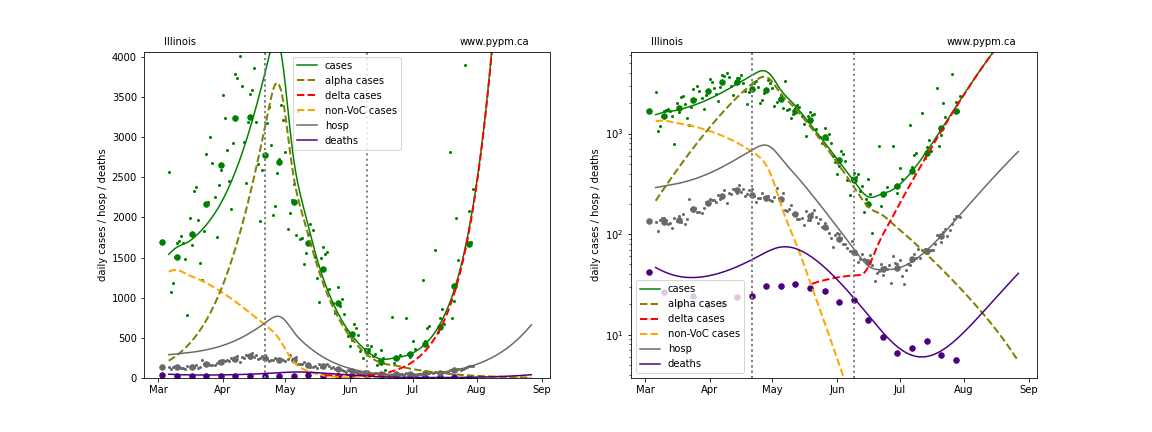 Illinois www.pypm.ca
4000
3500
3000
2500
2000
1500
1000
500
0
daily cases / hosp / deaths
cases
alpha cases
delta cases
non-VoC cases
hosp
deaths
Mar Apr May Jun Jul Aug Sep
Illinois www.pypm.ca
10³
10²
10¹
daily cases / hosp / deaths
cases
alpha cases
delta cases
non-VoC cases
hosp
deaths
Mar Apr May Jun Jul Aug Sep